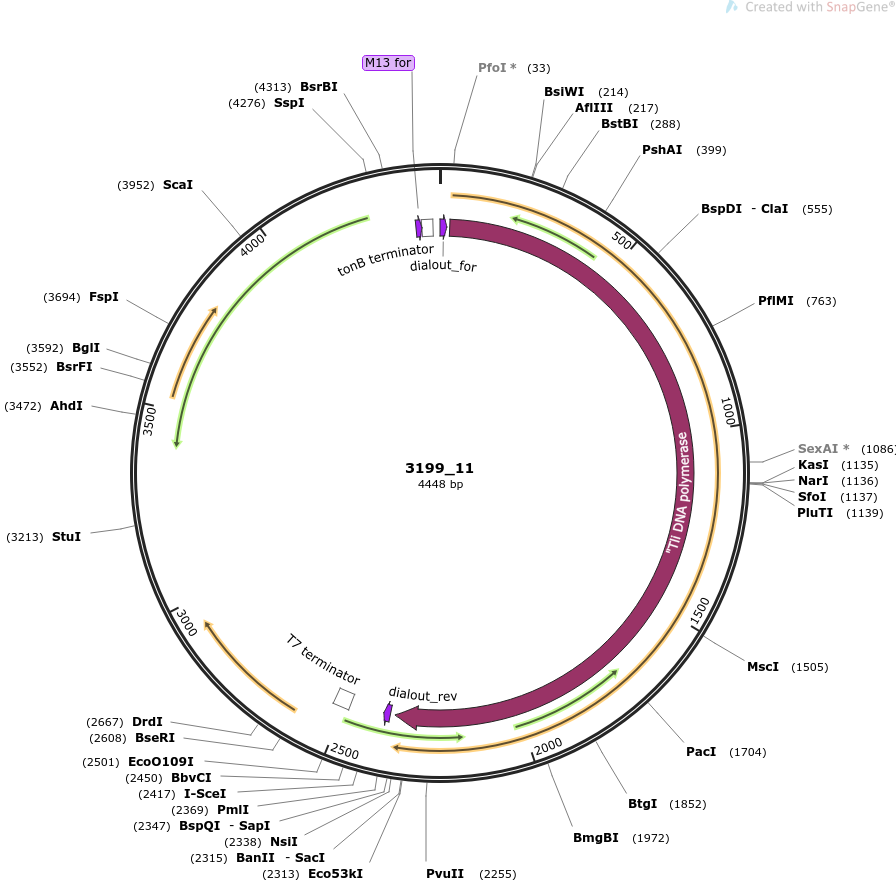 Created with SnapGene®
M13 for
PfoI * (33)
(4313) BsrBI
BsiWI (214)
(4276) SspI
AflIII (217)
BstBI (288)
PshAI (399)
(3952) ScaI
BspDI - ClaI (555)
4000
500
tonB terminator
dialout_for
(3694) FspI
PflMI (763)
(3592) BglI
(3552) BsrFI
(3472) AhdI
3500
1000
SexAI * (1086)
3199_11
KasI (1135)
4448 bp
NarI (1136)
SfoI (1137)
PluTI (1139)
"Tli DNA polymerase
(3213) StuI
3000
1500
T7 terminator
MscI (1505)
dialout_rev
(2667) DrdI
(2608) BseRI
2500
2000
PacI (1704)
(2501) EcoO109I
(2450) BbvCI
(2417) I-SceI
BtgI (1852)
(2369) PmlI
(2347) BspQI - SapI
BmgBI (1972)
(2338) NsiI
(2315) BanII - SacI
(2313) Eco53kI
PvuII (2255)